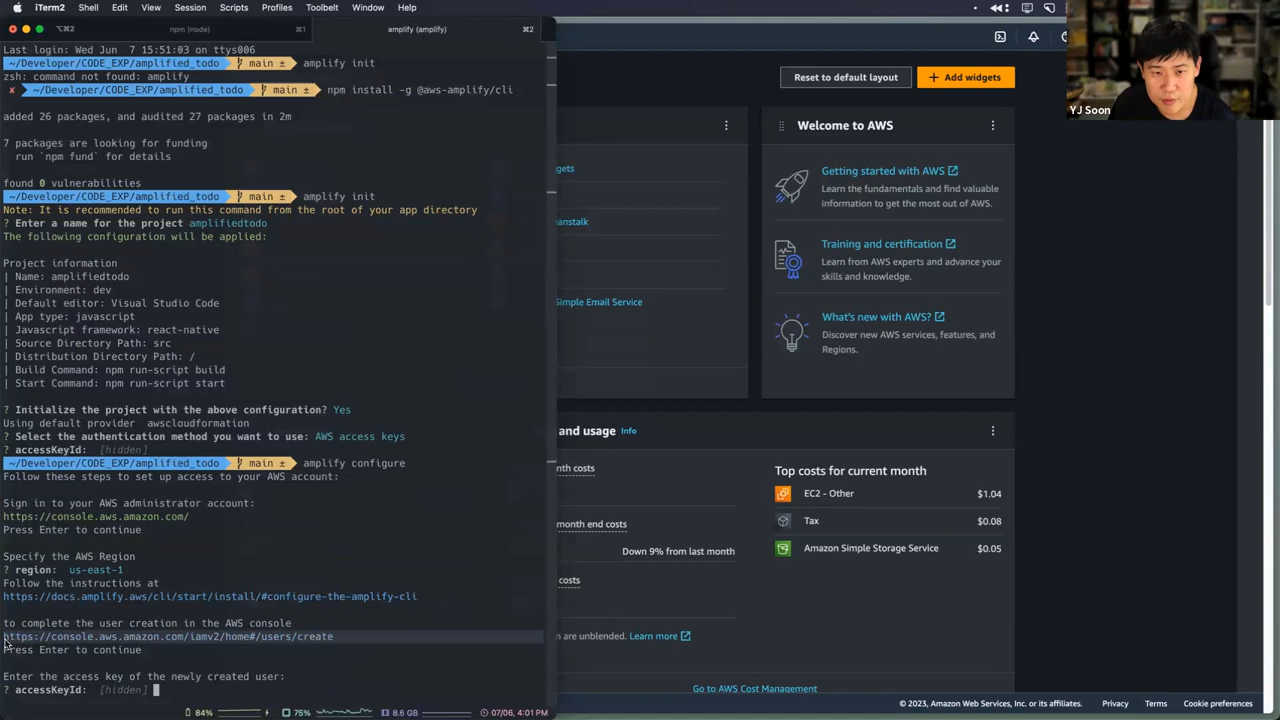 iTerm2 Shell Edit View Session Scripts Profiles Toolbelt Window Help
⌥⌘2 npm (node) ⌘1 amplify (amplify) ⌘2
Last login: Wed Jun  7 15:51:03 on ttys006
~/Developer/CODE_EXP/amplified_todo main ± amplify init
zsh: command not found: amplify
✘ ~/Developer/CODE_EXP/amplified_todo main ± npm install -g @aws-amplify/cli
added 26 packages, and audited 27 packages in 2m
7 packages are looking for funding
run `npm fund` for details
found 0 vulnerabilities
~/Developer/CODE_EXP/amplified_todo main ± amplify init
Note: It is recommended to run this command from the root of your app directory
? Enter a name for the project amplifiedtodo
The following configuration will be applied:
Project information
| Name: amplifiedtodo
| Environment: dev
| Default editor: Visual Studio Code
| App type: javascript
| Javascript framework: react-native
| Source Directory Path: src
| Distribution Directory Path: /
| Build Command: npm run-script build
| Start Command: npm run-script start
? Initialize the project with the above configuration? Yes
Using default provider  awscloudformation
? Select the authentication method you want to use: AWS access keys
? accessKeyId:  [hidden]
~/Developer/CODE_EXP/amplified_todo main ± amplify configure
Follow these steps to set up access to your AWS account:
Sign in to your AWS administrator account:
https://console.aws.amazon.com/
Press Enter to continue
Specify the AWS Region
? region:  us-east-1
Follow the instructions at
https://docs.amplify.aws/cli/start/install/#configure-the-amplify-cli
to complete the user creation in the AWS console
https://console.aws.amazon.com/iamv2/home#/users/create
Press Enter to continue
Enter the access key of the newly created user:
? accessKeyId:  [hidden]
84% 76% 8.6 GB 07/06, 4:01 PM
Reset to default layout
+ Add widgets
YJ Soon
gets
anstalk
Simple Email Service
Welcome to AWS
Getting started with AWS
Learn the fundamentals and find valuable
information to get the most out of AWS.
Training and certification
Learn from AWS experts and advance your
skills and knowledge.
What's new with AWS?
Discover new AWS services, features, and
Regions.
and usage Info
nth costs
month end costs
Down 9% from last month
costs
n are unblended. Learn more
Top costs for current month
EC2 - Other $1.04
Tax $0.08
Amazon Simple Storage Service $0.05
Go to AWS Cost Management
© 2023, Amazon Web Services, Inc. or its affiliates. Privacy Terms Cookie preferences